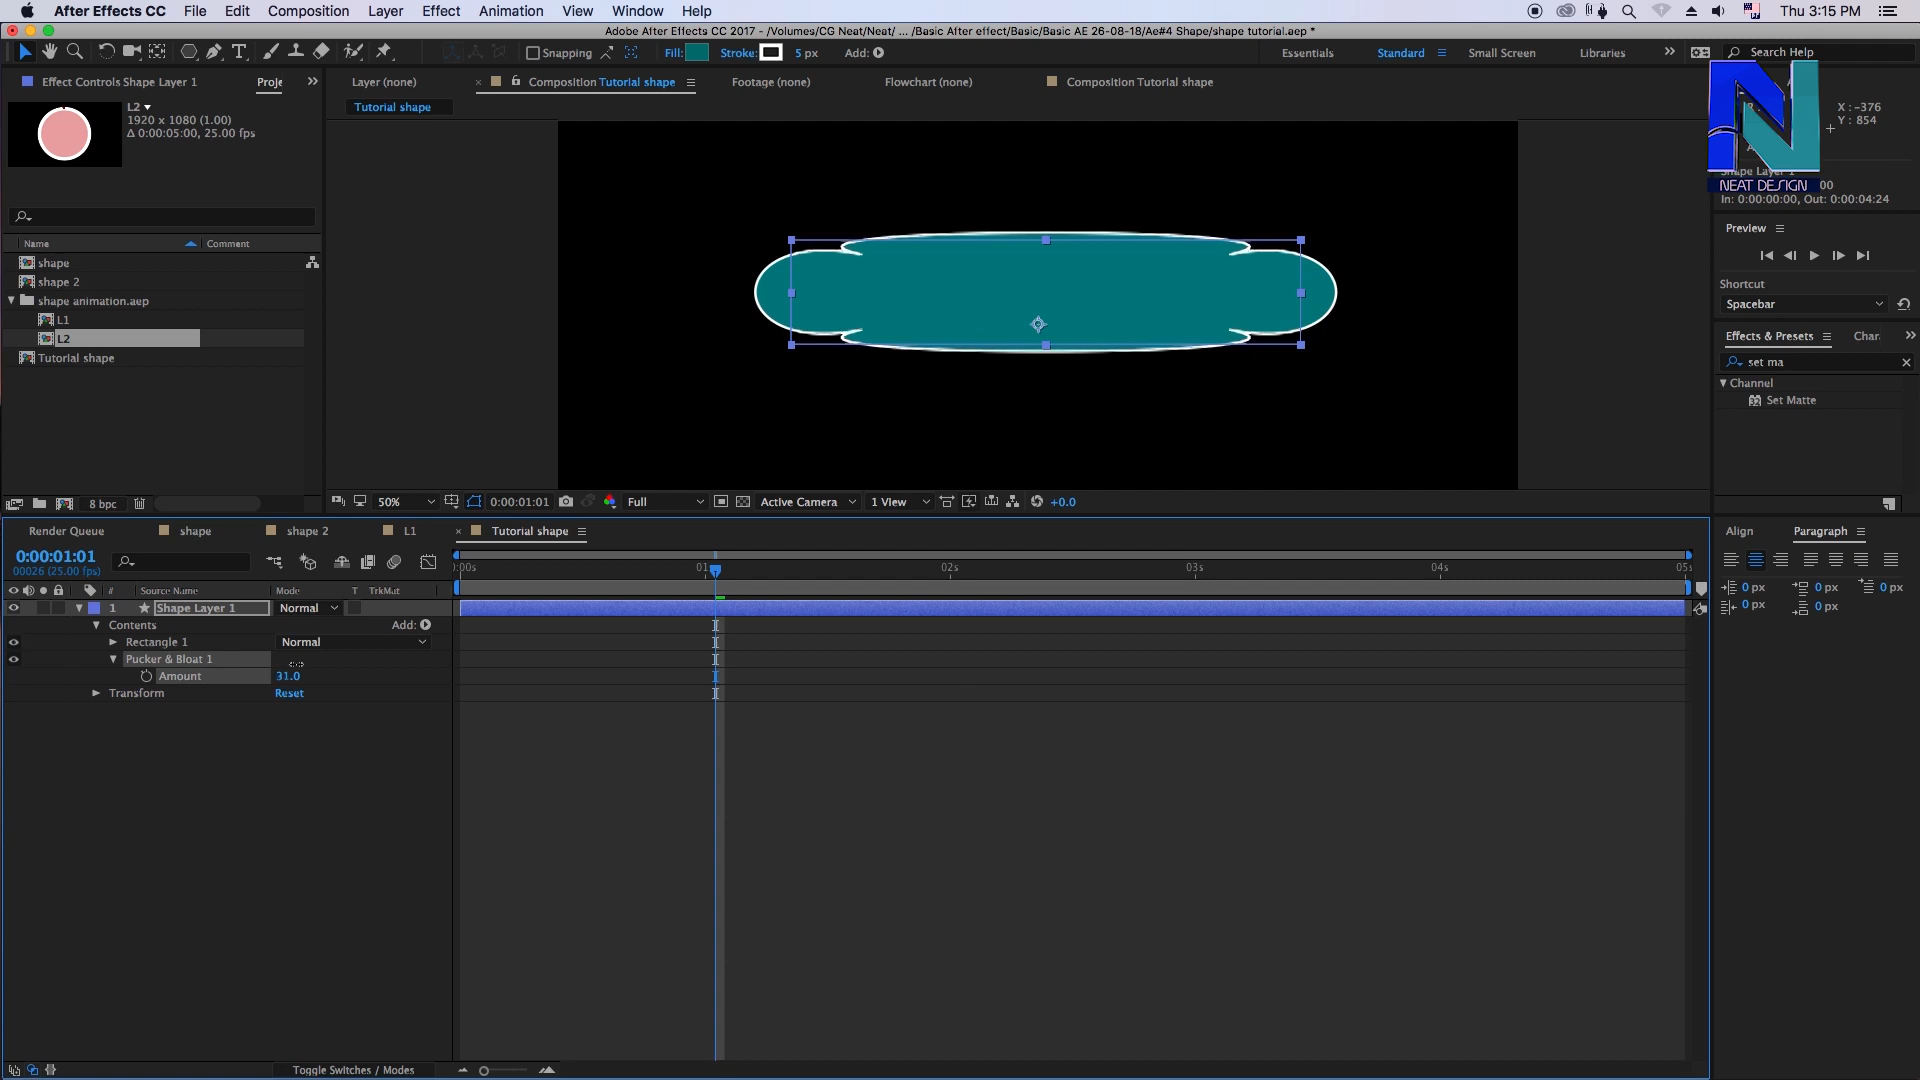 After Effects CC File Edit Composition Layer Effect Animation View Window Help Thu 3:15 PM
Adobe After Effects CC 2017 - /Volumes/CG Neat/Neat/ ... /Basic After effect/Basic/Basic AE 26-08-18/Ae#4 Shape/shape tutorial.aep *
Snapping Fill: Stroke: 5 px Add: Essentials Standard Small Screen Libraries Search Help
Effect Controls Shape Layer 1 Proje Layer (none) Composition Tutorial shape Footage (none) Flowchart (none) Composition Tutorial shape
Tutorial shape
L2
1920 x 1080 (1.00)
Δ 0:00:05:00, 25.00 fps
X : -376
Y : 854
Shape Layer 1
NEAT DESIGN 00
In: 0:00:00:00, Out: 0:00:04:24
Preview
Name Comment
shape
shape 2
shape animation.aep
L1
L2
Tutorial shape
Shortcut
Spacebar
Effects & Presets Char
set ma
Channel
32 Set Matte
8 bpc 50% 0:00:01:01 Full Active Camera 1 View +0.0
Render Queue shape shape 2 L1 Tutorial shape
Align Paragraph
0:00:01:01
00026 (25.00 fps)
:00s 01 02s 03s 04s 05s
# Source Name Mode T TrkMat
1 Shape Layer 1 Normal
Contents Add:
Rectangle 1 Normal
Pucker & Bloat 1
Amount 31.0
Transform Reset
0 px 0 px 0 px
0 px 0 px
Toggle Switches / Modes